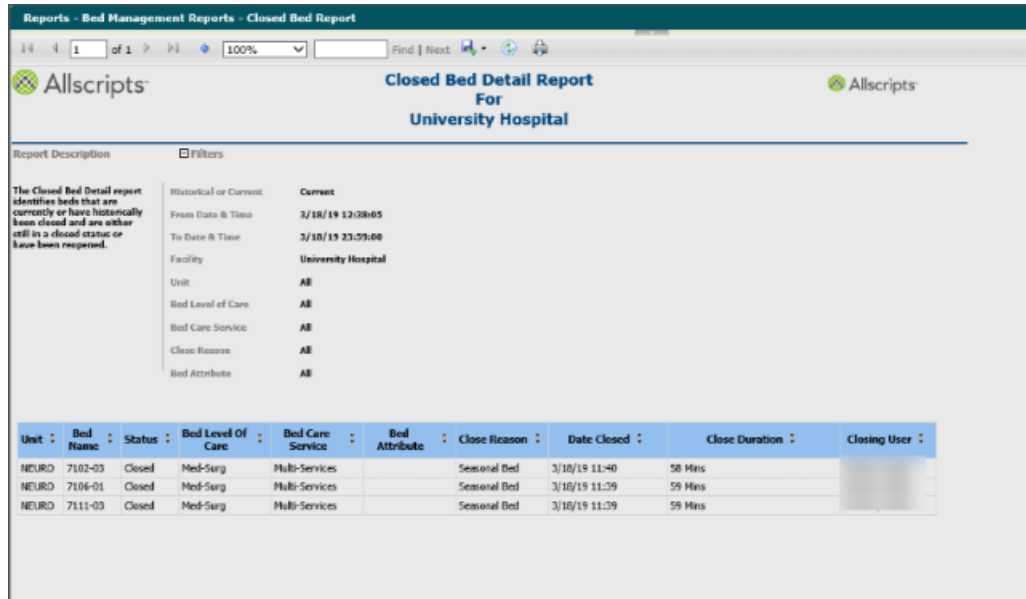 Reports - Bed Management Reports - Closed Bed Report
1 of 1 100% Find | Next
Allscripts
Closed Bed Detail Report
For
University Hospital
Allscripts
Report Description
The Closed Bed Detail report
identifies beds that are
currently or have historically
been closed and are either
still in a closed status or
have been reopened.
Filters
Historical or Current Current
From Date & Time 3/18/19 12:38:05
To Date & Time 3/18/19 23:59:00
Facility University Hospital
Unit All
Bed Level of Care All
Bed Care Service All
Close Reason All
Bed Attribute All
Unit Bed Name Status Bed Level Of Care Bed Care Service Bed Attribute Close Reason Date Closed Close Duration Closing User
NEURO 7102-03 Closed Med-Surg Multi-Services Seasonal Bed 3/18/19 11:40 58 Mins
NEURO 7106-01 Closed Med-Surg Multi-Services Seasonal Bed 3/18/19 11:39 59 Mins
NEURO 7111-03 Closed Med-Surg Multi-Services Seasonal Bed 3/18/19 11:39 59 Mins